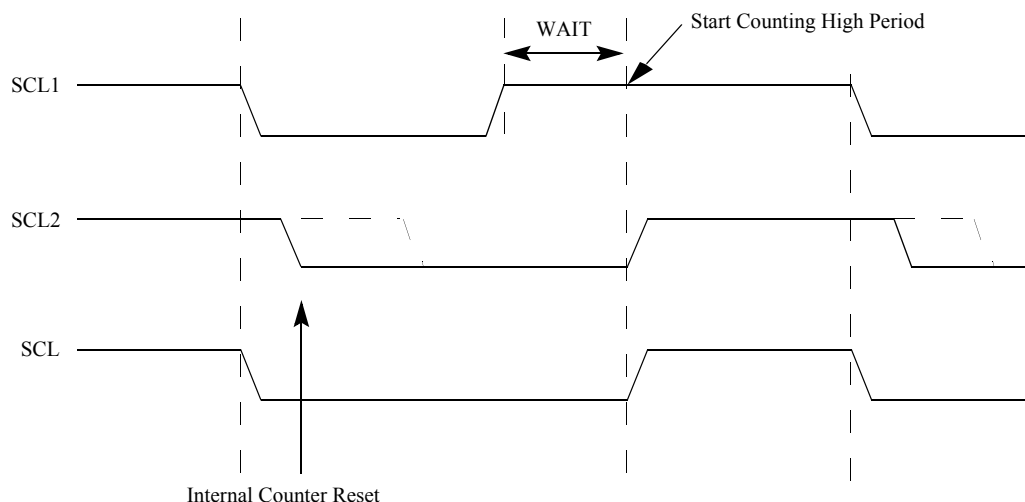 WAIT
Start Counting High Period
SCL1
SCL2
SCL
Internal Counter Reset